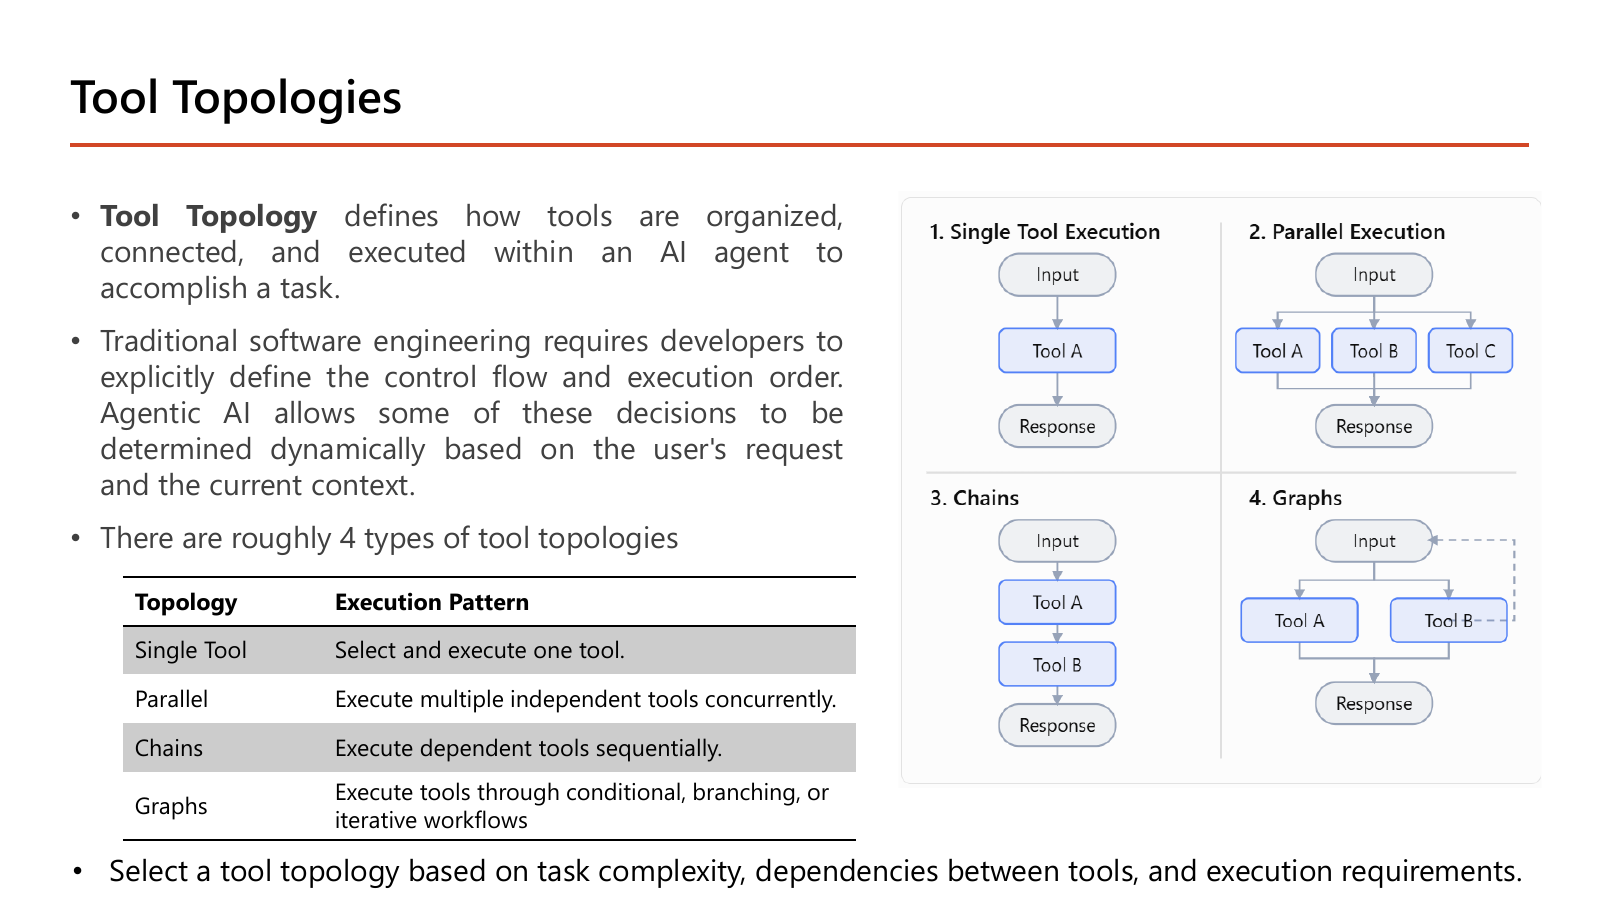 Tool Topologies
• Tool Topology defines how tools are organized,
connected, and executed within an AI agent to
accomplish a task.
• Traditional software engineering requires developers to
explicitly define the control flow and execution order.
Agentic AI allows some of these decisions to be
determined dynamically based on the user's request
and the current context.
• There are roughly 4 types of tool topologies
Topology Execution Pattern
Single Tool Select and execute one tool.
Parallel Execute multiple independent tools concurrently.
Chains Execute dependent tools sequentially.
Graphs Execute tools through conditional, branching, or
iterative workflows
• Select a tool topology based on task complexity, dependencies between tools, and execution requirements.
1. Single Tool Execution
Input
Tool A
Response
2. Parallel Execution
Input
Tool A Tool B Tool C
Response
3. Chains
Input
Tool A
Tool B
Response
4. Graphs
Input
Tool A Tool B
Response